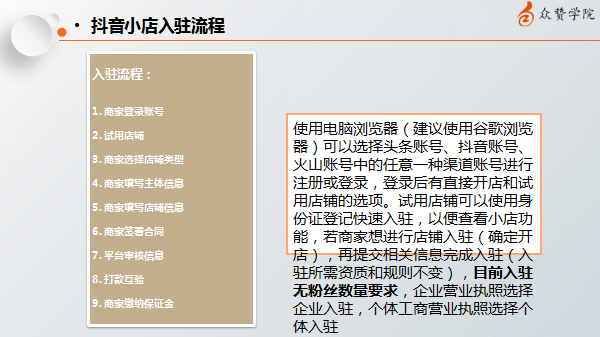 众赞学院
• 抖音小店入驻流程
入驻流程：
1. 商家登录账号
2. 试用店铺
3. 商家选择店铺类型
4. 商家填写主体信息
5. 商家填写店铺信息
6. 商家签署合同
7. 平台审核信息
8. 打款互验
9. 商家缴纳保证金
使用电脑浏览器（建议使用谷歌浏览
器）可以选择头条账号、抖音账号、
火山账号中的任意一种渠道账号进行
注册或登录，登录后有直接开店和试
用店铺的选项。试用店铺可以使用身
份证登记快速入驻，以便查看小店功
能，若商家想进行店铺入驻（确定开
店），再提交相关信息完成入驻（入
驻所需资质和规则不变），目前入驻
无粉丝数量要求，企业营业执照选择
企业入驻，个体工商营业执照选择个
体入驻